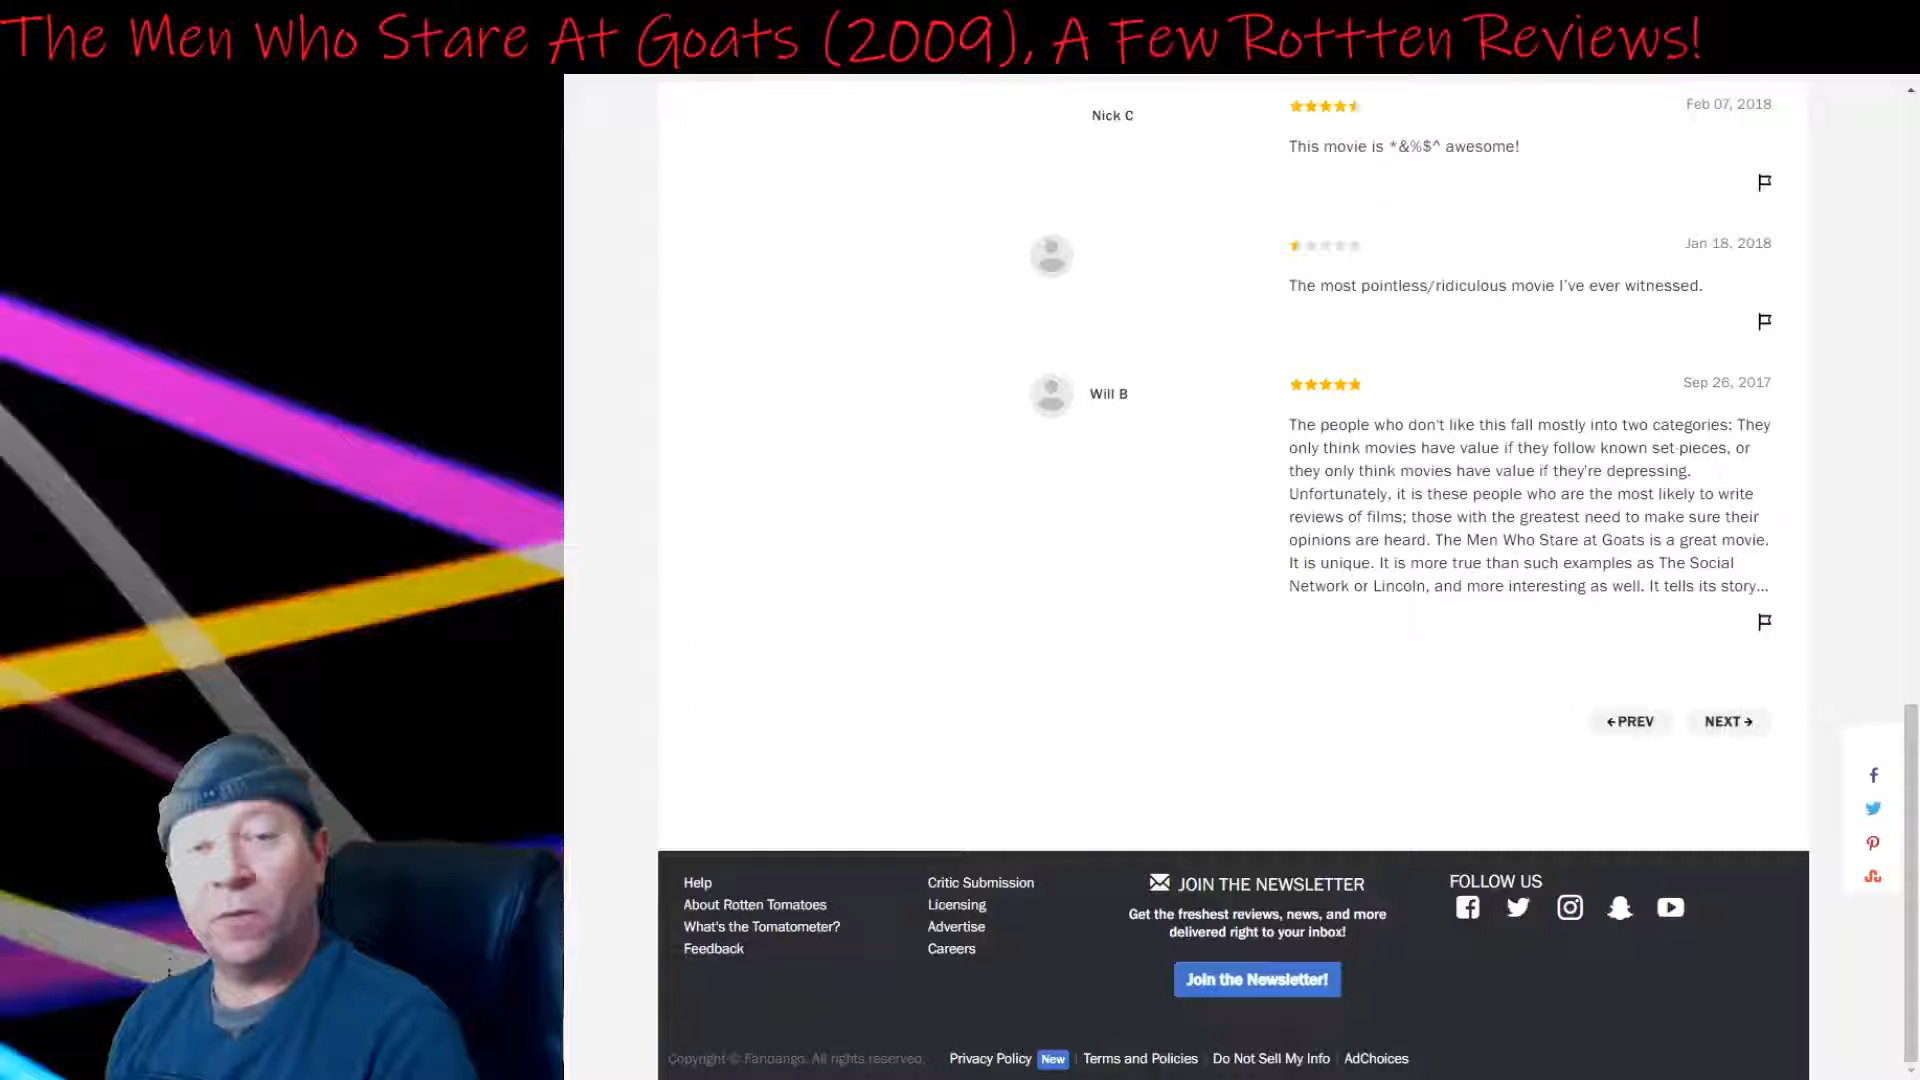 The Men Who Stare At Goats (2009), A Few Rottten Reviews!
Nick C
Feb 07, 2018
This movie is *&%$^ awesome!
Jan 18, 2018
The most pointless/ridiculous movie I've ever witnessed.
Will B
Sep 26, 2017
The people who don't like this fall mostly into two categories: They
only think movies have value if they follow known set-pieces, or
they only think movies have value if they're depressing.
Unfortunately, it is these people who are the most likely to write
reviews of films; those with the greatest need to make sure their
opinions are heard. The Men Who Stare at Goats is a great movie.
It is unique. It is more true than such examples as The Social
Network or Lincoln, and more interesting as well. It tells its story...
PREV
NEXT
Help
About Rotten Tomatoes
What's the Tomatometer?
Feedback
Critic Submission
Licensing
Advertise
Careers
JOIN THE NEWSLETTER
Get the freshest reviews, news, and more
delivered right to your inbox!
Join the Newsletter!
FOLLOW US
Copyright © Fandango. All rights reserved.
Privacy Policy New | Terms and Policies | Do Not Sell My Info | AdChoices